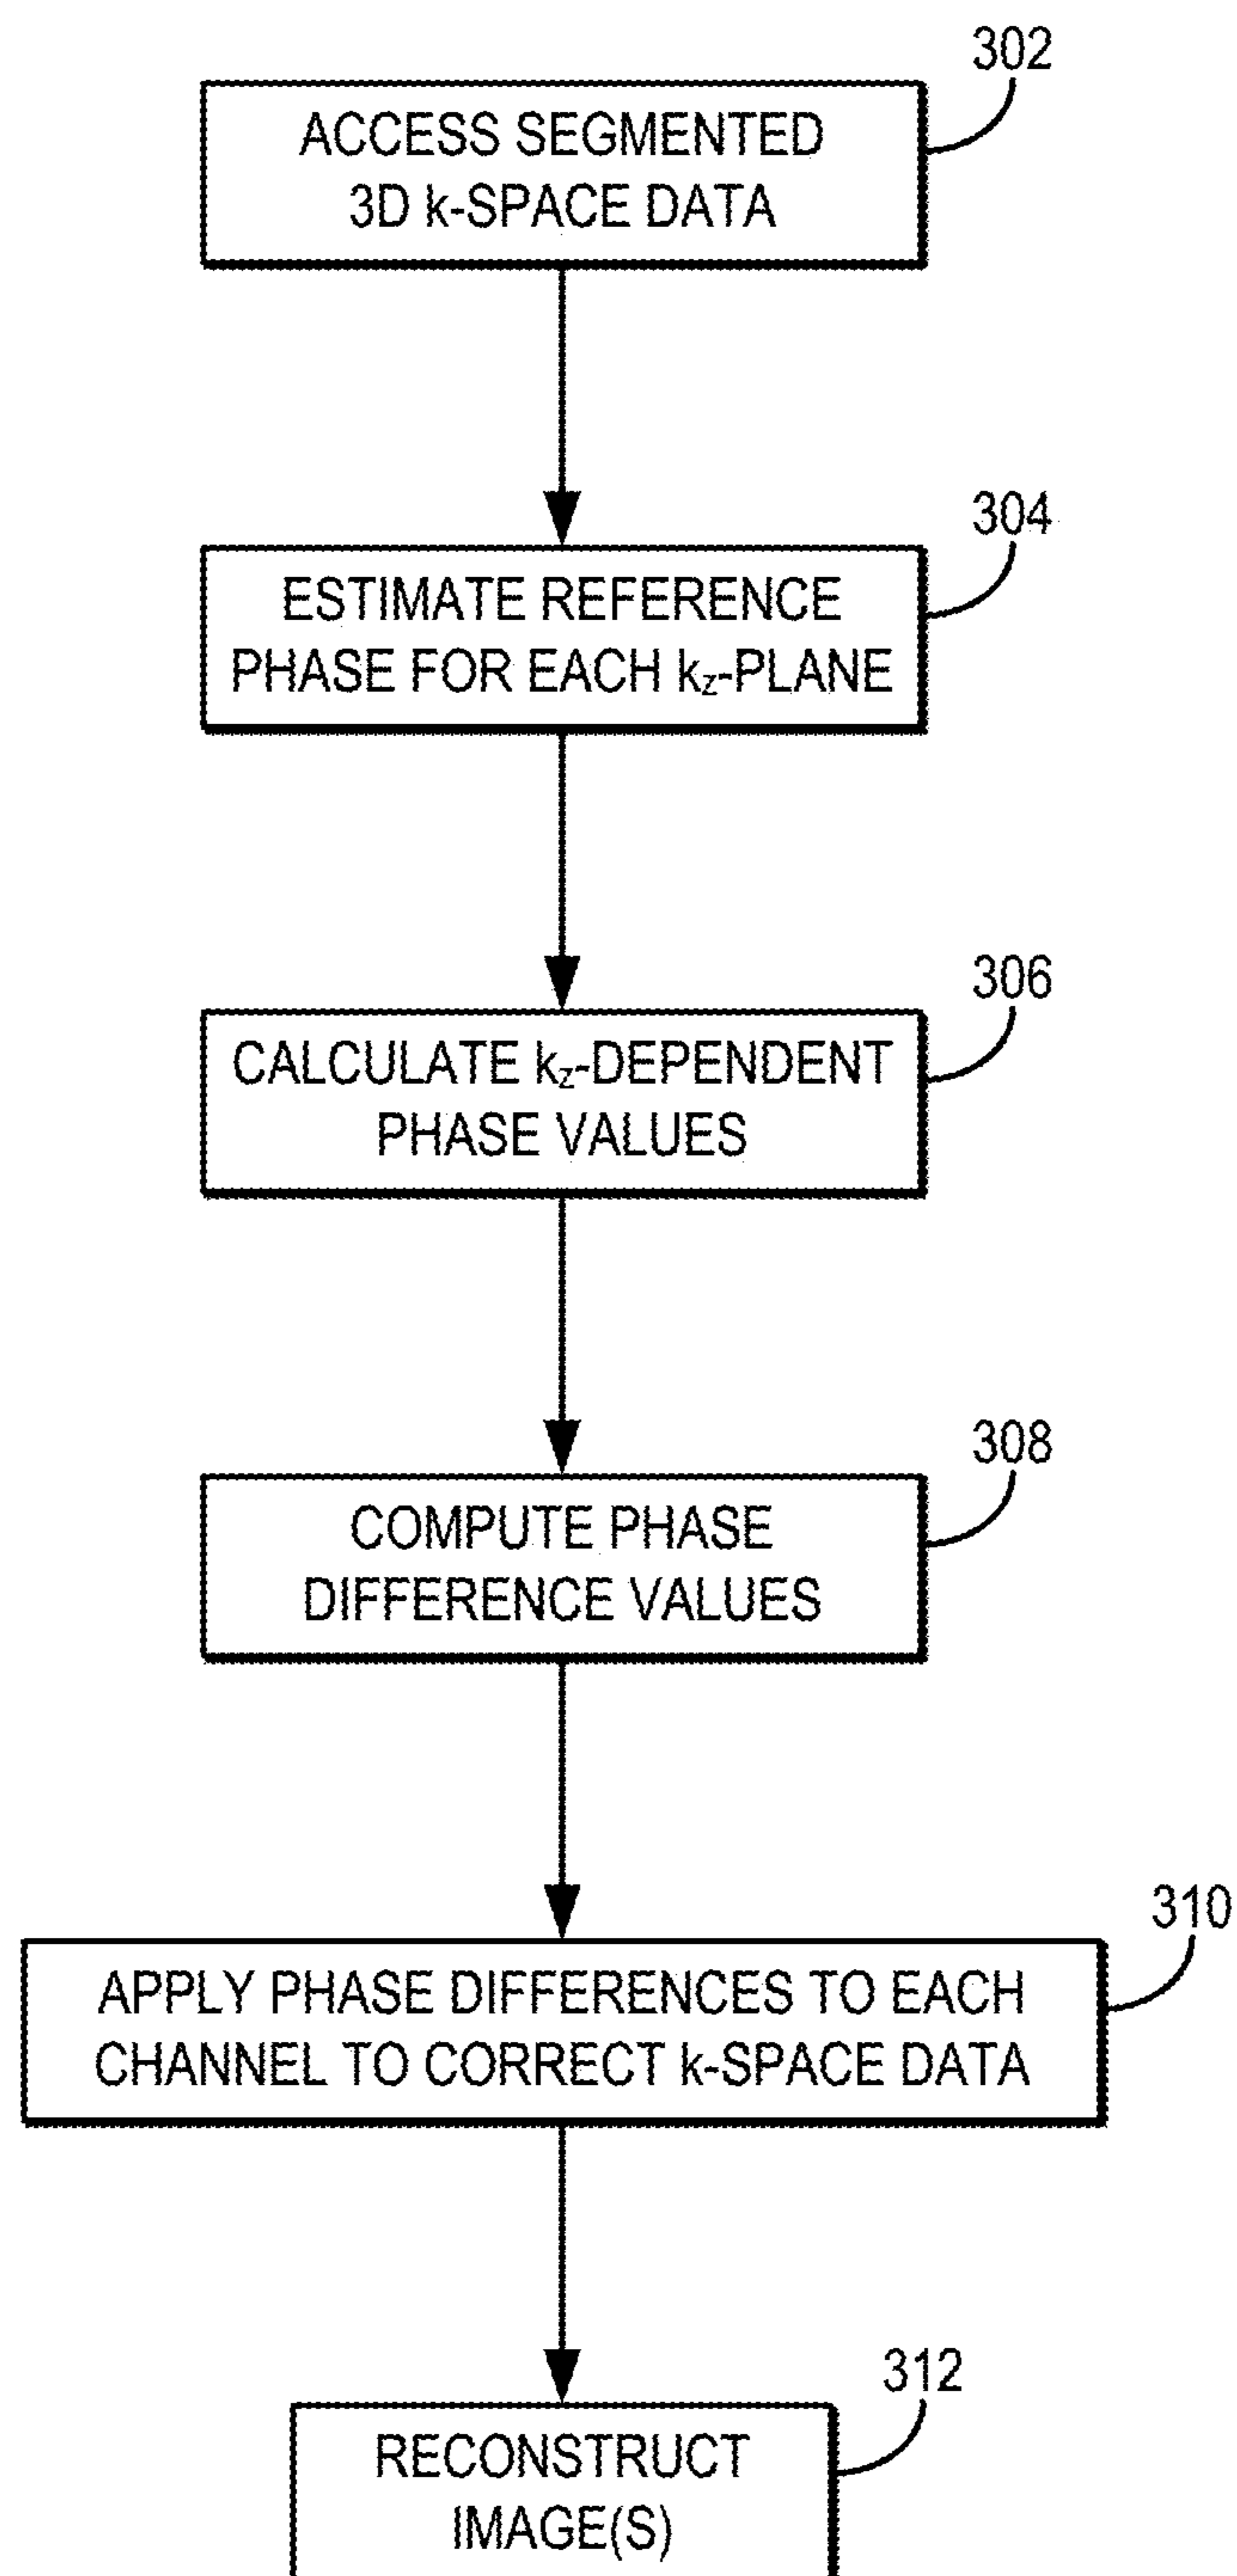 302
ACCESS SEGMENTED
3D k-SPACE DATA
304
ESTIMATE REFERENCE
PHASE FOR EACH kz-PLANE
306
CALCULATE kz-DEPENDENT
PHASE VALUES
308
COMPUTE PHASE
DIFFERENCE VALUES
310
APPLY PHASE DIFFERENCES TO EACH
CHANNEL TO CORRECT k-SPACE DATA
312
RECONSTRUCT
IMAGE(S)